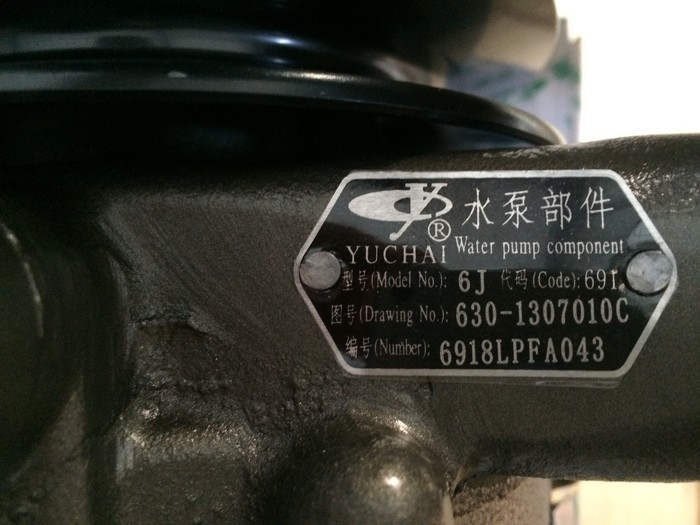 水泵部件
YUCHAI ® Water pump component
型号(Model No.): 6J 代码(Code): 691
图号(Drawing No.): 630-1307010C
编号(Number): 6918LPFA043